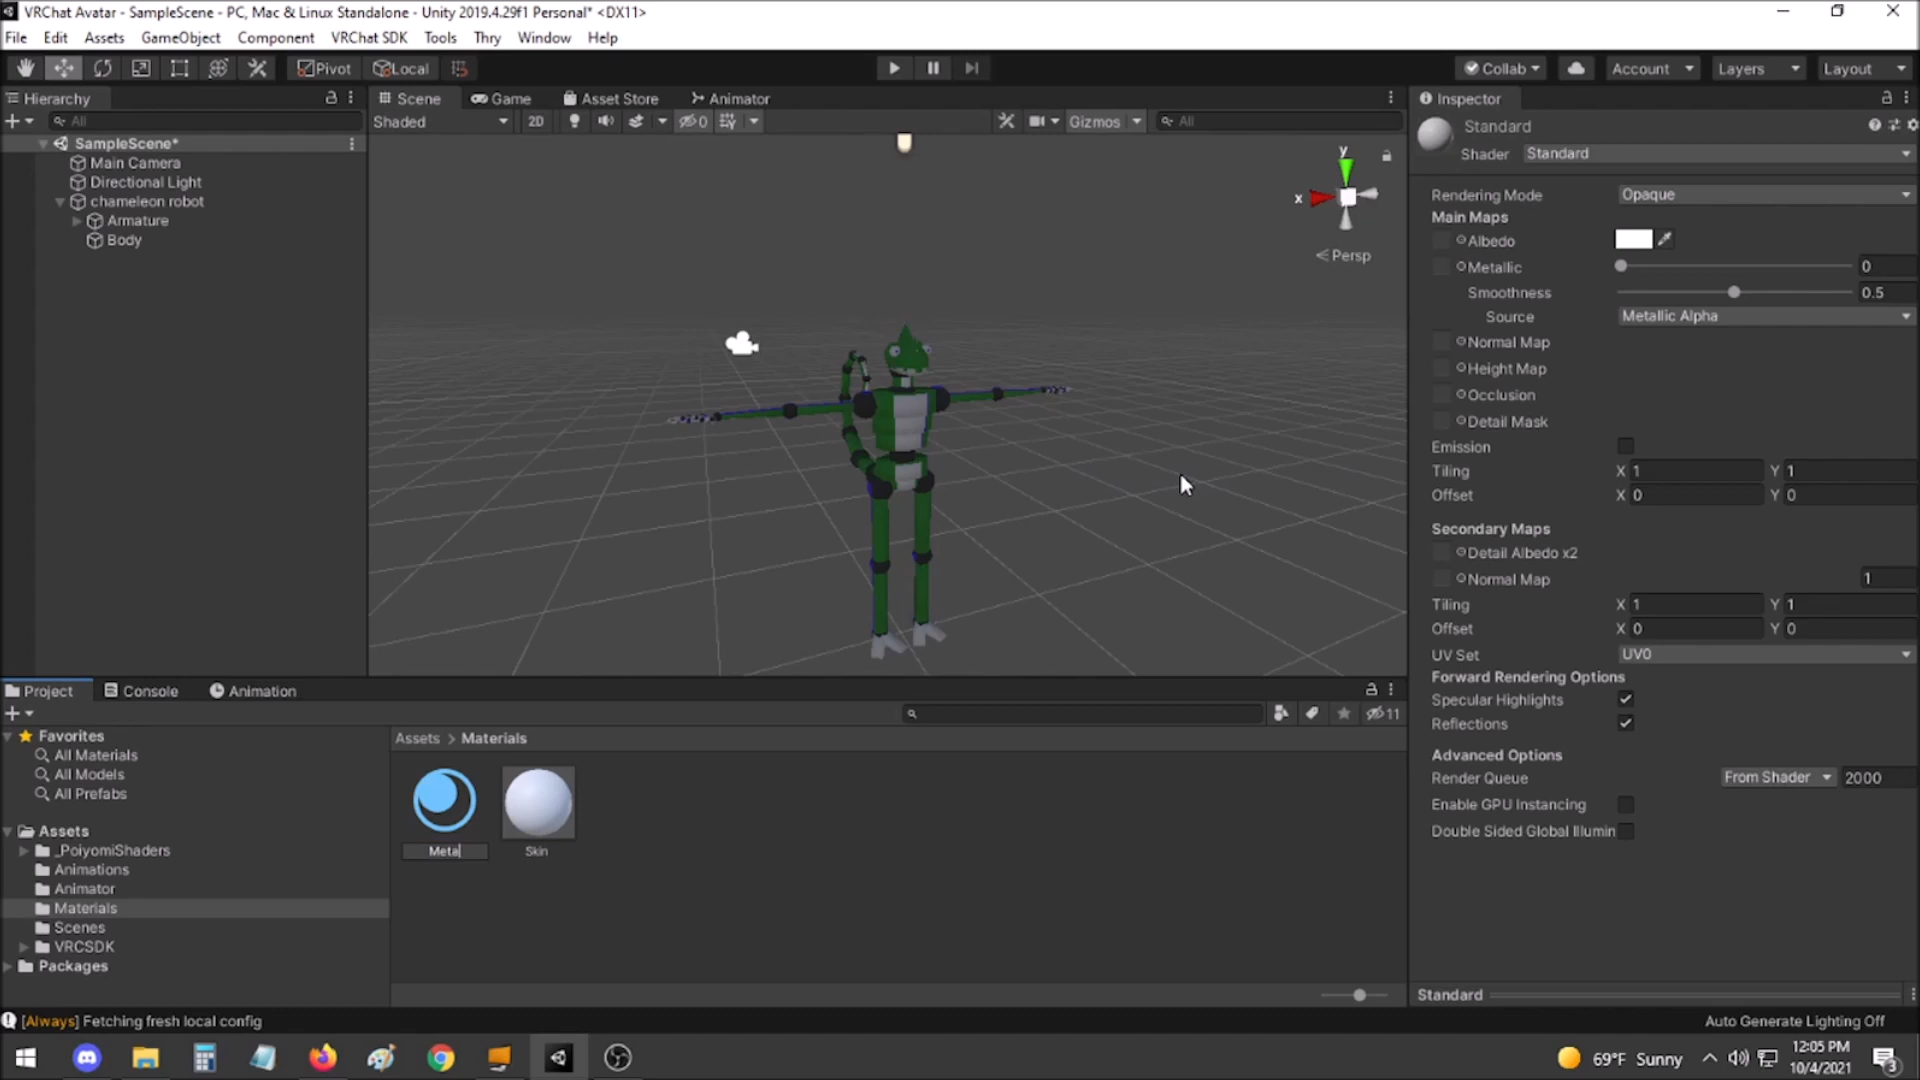 VRChat Avatar - SampleScene - PC, Mac & Linux Standalone - Unity 2019.4.29f1 Personal* <DX11>
File Edit Assets GameObject Component VRChat SDK Tools Thry Window Help
Pivot Local Collab Account Layers Layout
Hierarchy
All
SampleScene*
Main Camera
Directional Light
chameleon robot
Armature
Body
Scene Game Asset Store Animator
Shaded 2D 0 Gizmos All
y
x
< Persp
Inspector
Standard
Shader Standard
Rendering Mode Opaque
Main Maps
Albedo
Metallic 0
Smoothness 0.5
Source Metallic Alpha
Normal Map
Height Map
Occlusion
Detail Mask
Emission
Tiling X 1 Y 1
Offset X 0 Y 0
Secondary Maps
Detail Albedo x2
Normal Map 1
Tiling X 1 Y 1
Offset X 0 Y 0
UV Set UV0
Forward Rendering Options
Specular Highlights
Reflections
Advanced Options
Render Queue From Shader 2000
Enable GPU Instancing
Double Sided Global Illumin
Standard
Project Console Animation
11
Favorites
All Materials
All Models
All Prefabs
Assets
_PoiyomiShaders
Animations
Animator
Materials
Scenes
VRCSDK
Packages
Assets > Materials
Meta
Skin
[Always] Fetching fresh local config
Auto Generate Lighting Off
69°F Sunny
12:05 PM
10/4/2021
3